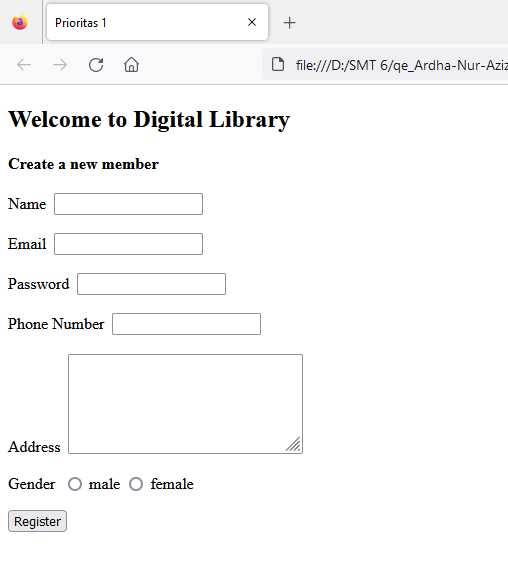 Prioritas 1
file:///D:/SMT 6/qe_Ardha-Nur-Aziz
Welcome to Digital Library
Create a new member
Name
Email
Password
Phone Number
Address
Gender male female
Register